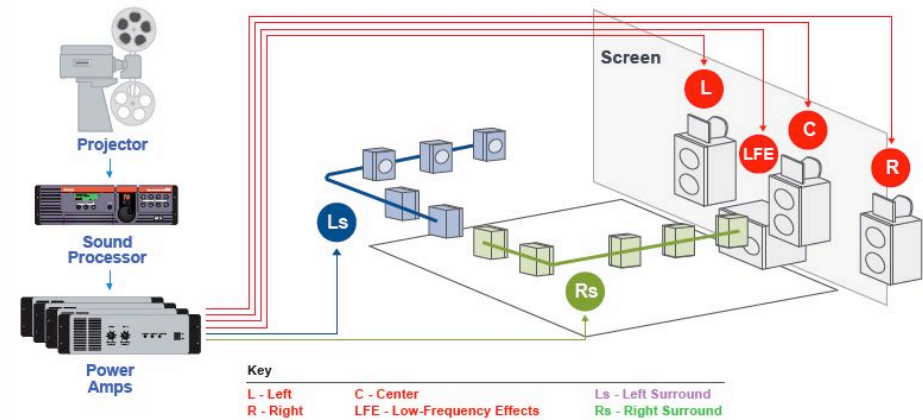 Screen
L
C
LFE
R
Projector
Sound
Processor
Ls
Rs
Power
Amps
Key
L - Left
C - Center
Ls - Left Surround
R - Right
LFE - Low-Frequency Effects
Rs - Right Surround